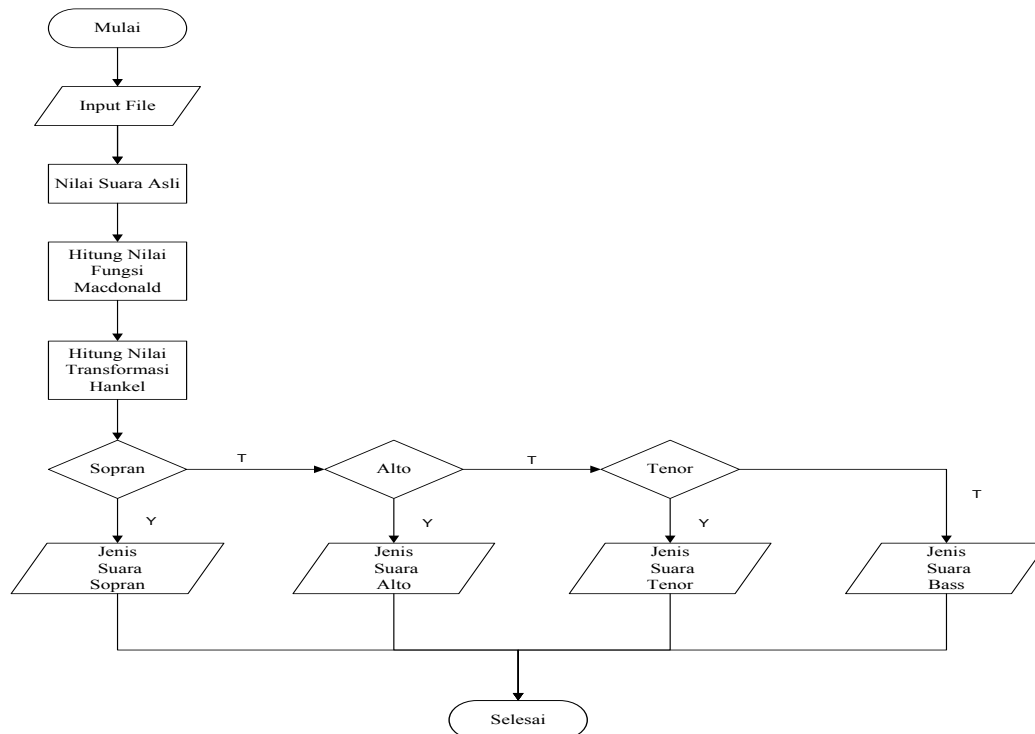 Mulai
Input File
Nilai Suara Asli
Hitung Nilai
Fungsi
Macdonald
Hitung Nilai
Transformasi
Hankel
Sopran
T
Alto
T
Tenor
T
Y
Y
Y
Jenis
Suara
Sopran
Jenis
Suara
Alto
Jenis
Suara
Tenor
Jenis
Suara
Bass
Selesai